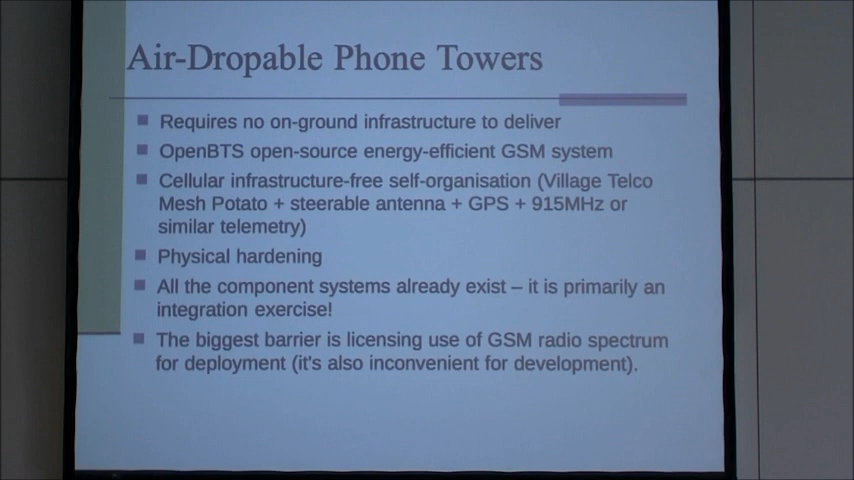 Air-Dropable Phone Towers
Requires no on-ground infrastructure to deliver
OpenBTS open-source energy-efficient GSM system
Cellular infrastructure-free self-organisation (Village Telco
Mesh Potato + steerable antenna + GPS + 915MHz or
similar telemetry)
Physical hardening
All the component systems already exist – it is primarily an
integration exercise!
The biggest barrier is licensing use of GSM radio spectrum
for deployment (it's also inconvenient for development).